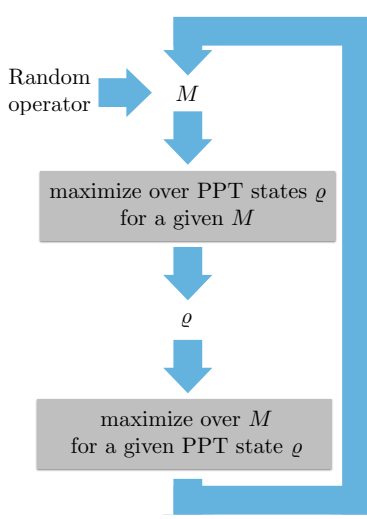 Random
operator
M
maximize over PPT states ϱ
for a given M
ϱ
maximize over M
for a given PPT state ϱ